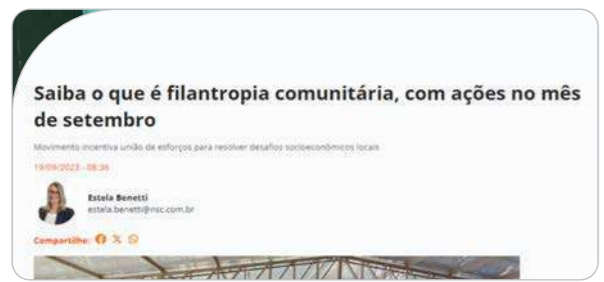 Saiba o que é filantropia comunitária, com ações no mês
de setembro
Movimento incentiva união de esforços para resolver desafios socioeconômicos locais
19/09/2023 - 08:36
Estela Benetti
estela.benetti@nsc.com.br
Compartilhe: